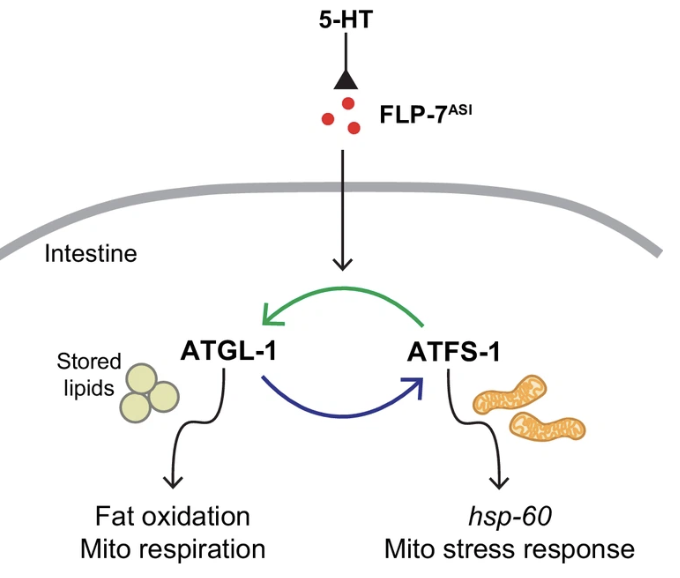 5-HT
FLP-7ᴬˢᴵ
Intestine
Stored
lipids
ATGL-1
ATFS-1
Fat oxidation
Mito respiration
hsp-60
Mito stress response